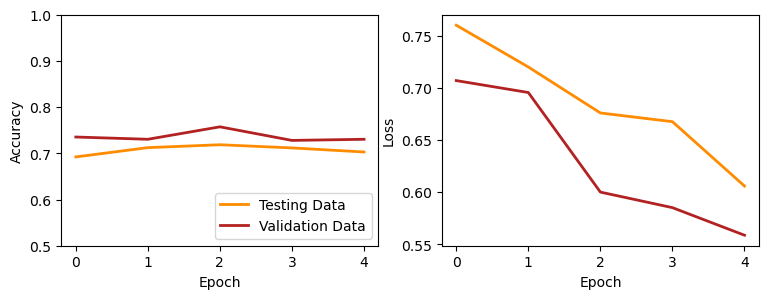 1.0
0.9
0.8
0.7
0.6
0.5
Accuracy
0 1 2 3 4
Epoch
Testing Data
Validation Data
0.75
0.70
0.65
0.60
0.55
Loss
0 1 2 3 4
Epoch